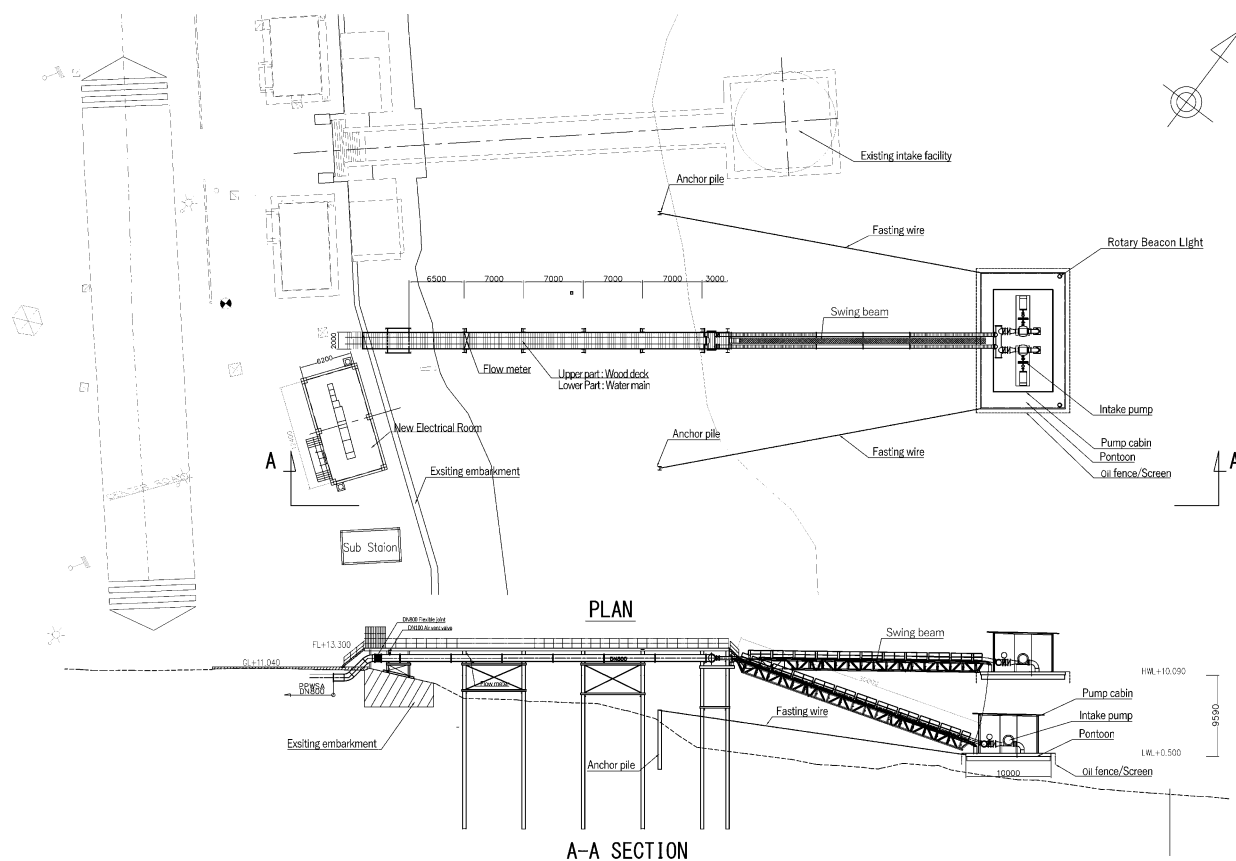 Existing intake facility
Anchor pile
Fasting wire
Rotary Beacon Light
6500
7000
7000
7000
7000
3000
Swing beam
2000
6200
Flow meter
Upper part : Wood deck
Lower Part : Water main
Intake pump
New Electrical Room
Anchor pile
Pump cabin
Fasting wire
Pontoon
A
A
Exsiting embarkment
Oil fence/Screen
Sub Staion
PLAN
DN800 Flexible joint
DN100 Air vent valve
FL+13.300
Swing beam
DN800
GL+11.040
HWL+10.090
PPWSA
DN800
Flow meter
Pump cabin
Fasting wire
Intake pump
9590
Exsiting embarkment
Pontoon
Anchor pile
LWL+0.500
Oil fence/Screen
10000
A-A SECTION